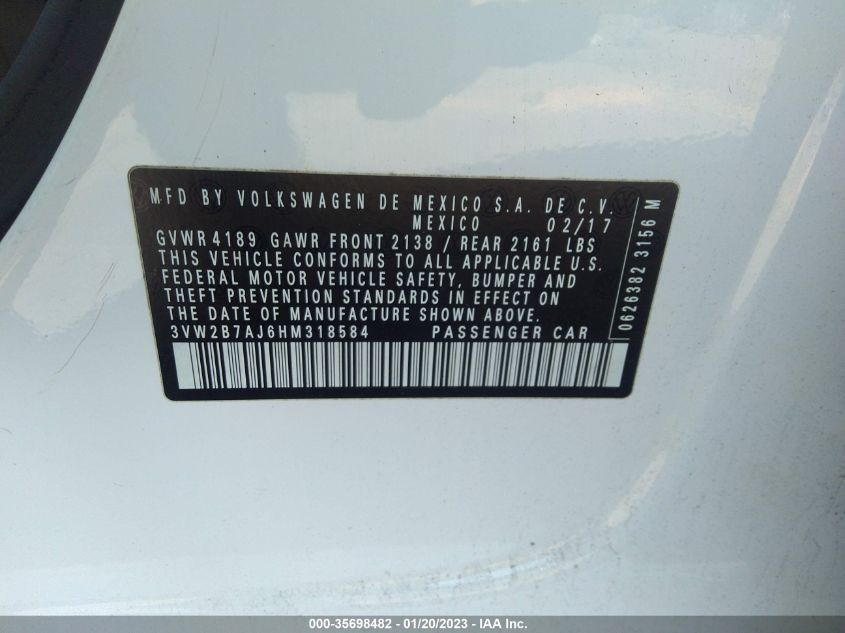 MFD BY VOLKSWAGEN DE MEXICO S.A. DE C.V.
MEXICO 02/17
GVWR 4189 GAWR FRONT 2138 / REAR 2161 LBS
THIS VEHICLE CONFORMS TO ALL APPLICABLE U.S.
FEDERAL MOTOR VEHICLE SAFETY, BUMPER AND
THEFT PREVENTION STANDARDS IN EFFECT ON
THE DATE OF MANUFACTURE SHOWN ABOVE.
3VW2B7AJ6HM318584 PASSENGER CAR
0626382 3156 M
000-35698482 - 01/20/2023 - IAA Inc.